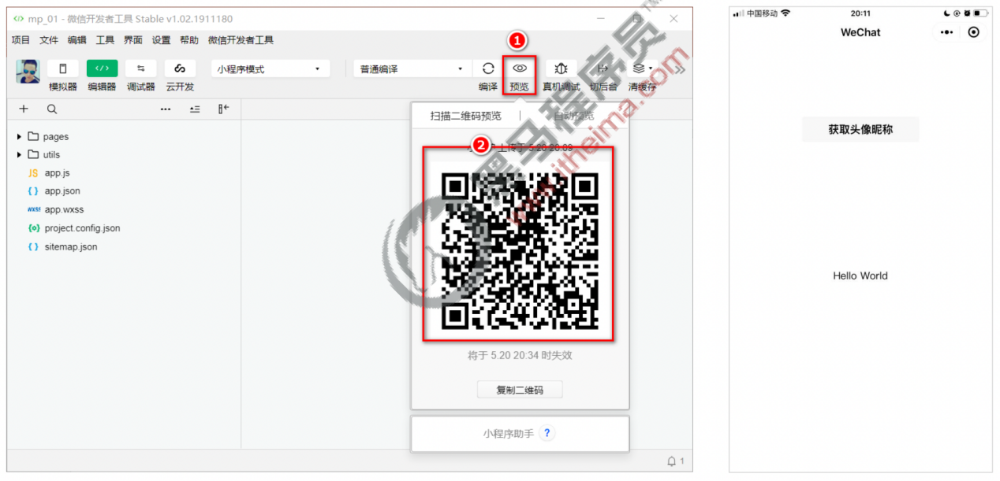 mp_01 - 微信开发者工具 Stable v1.02.1911180
项目 文件 编辑 工具 界面 设置 帮助 微信开发者工具
1
小程序模式
普通编译
模拟器 编辑器 调试器 云开发
编译 预览 真机调试 切后台 清缓存
扫描二维码预览 | 自动预览
pages
utils
JS app.js
{ } app.json
wxss app.wxss
{o} project.config.json
{ } sitemap.json
2
上传于 5.20 20:09
黑马程序员™
www.itheima.com
将于 5.20 20:34 时失效
复制二维码
小程序助手 ?
1
中国移动
20:11
WeChat
获取头像昵称
Hello World